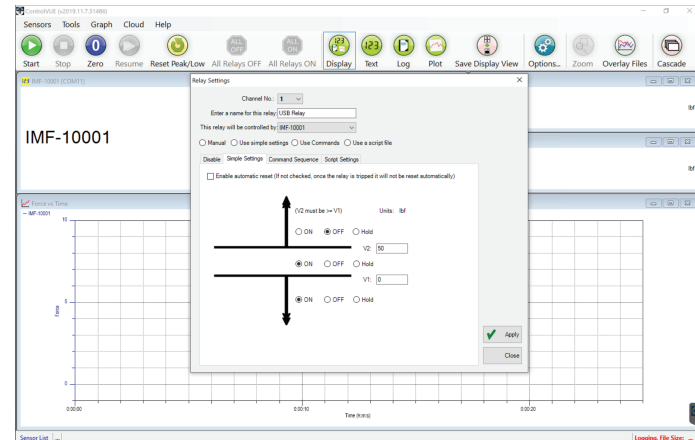 ControlVUE (v2019.11.7.31486)
Sensors Tools Graph Cloud Help
123 ALL OFF ALL ON 123
0
Start Stop Zero Resume Reset Peak/Low All Relays OFF All Relays ON Display Text Log Plot Save Display View Options... Zoom Overlay Files Cascade
123 IMF-10001 (COM11)
lbf
IMF-10001
lbf
Relay Settings
Channel No.: 1
Enter a name for this relay: USB Relay
This relay will be controlled by: IMF-10001
Manual Use simple settings Use Commands Use a script file
Disable Simple Settings Command Sequence Script Settings
Enable automatic reset (If not checked, once the relay is tripped it will not be reset automatically)
(V2 must be >= V1) Units: lbf
ON OFF Hold
V2: 50
ON OFF Hold
V1: 0
ON OFF Hold
Apply
Close
Force vs Time
IMF-10001
10
5
0
Force
0:00:00 0:00:10 0:00:20
Time (h:m:s)
Sensor List ... Logging, File Size: ...